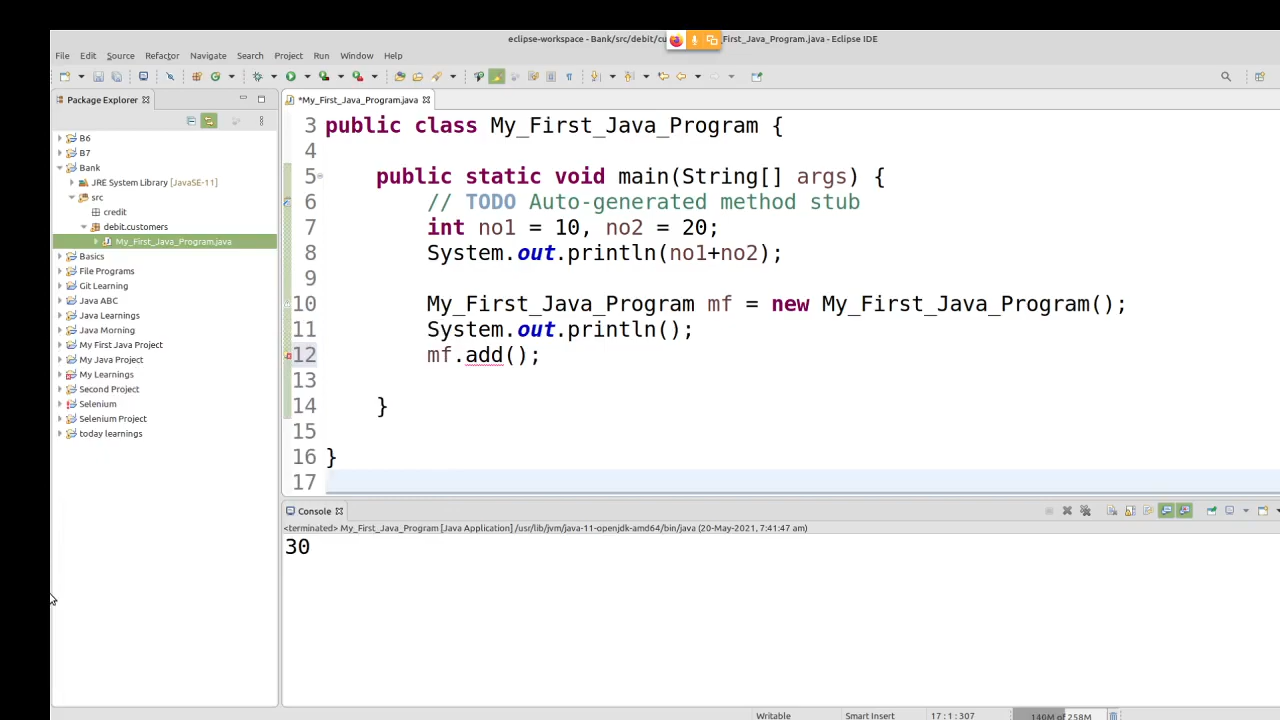 eclipse-workspace - Bank/src/debit/cu First_Java_Program.java - Eclipse IDE
File Edit Source Refactor Navigate Search Project Run Window Help
Package Explorer
*My_First_Java_Program.java
B6
B7
Bank
JRE System Library [JavaSE-11]
src
credit
debit.customers
My_First_Java_Program.java
Basics
File Programs
Git Learning
Java ABC
Java Learnings
Java Morning
My First Java Project
My Java Project
My Learnings
Second Project
Selenium
Selenium Project
today learnings
3 public class My_First_Java_Program {
4
5 public static void main(String[] args) {
6 // TODO Auto-generated method stub
7 int no1 = 10, no2 = 20;
8 System.out.println(no1+no2);
9
10 My_First_Java_Program mf = new My_First_Java_Program();
11 System.out.println();
12 mf.add();
13
14 }
15
16 }
17
Console
<terminated> My_First_Java_Program [Java Application] /usr/lib/jvm/java-11-openjdk-amd64/bin/java (20-May-2021, 7:41:47 am)
30
Writable Smart Insert 17 : 1 : 307 140M of 258M